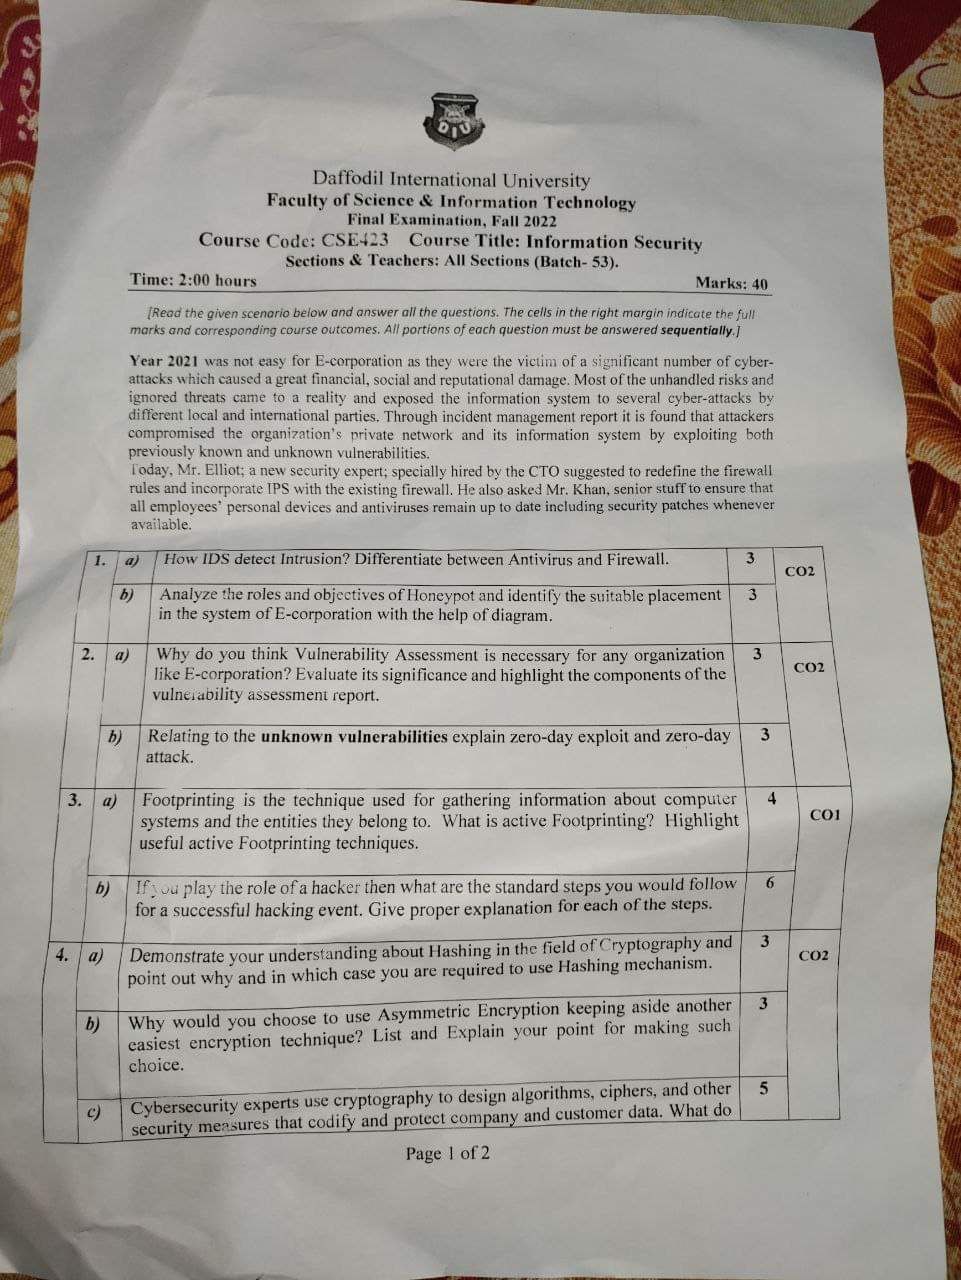 DIU
Daffodil International University
Faculty of Science & Information Technology
Final Examination, Fall 2022
Course Code: CSE423 Course Title: Information Security
Sections & Teachers: All Sections (Batch- 53).
Time: 2:00 hours Marks: 40
[Read the given scenario below and answer all the questions. The cells in the right margin indicate the full
marks and corresponding course outcomes. All portions of each question must be answered sequentially.]
Year 2021 was not easy for E-corporation as they were the victim of a significant number of cyber-
attacks which caused a great financial, social and reputational damage. Most of the unhandled risks and
ignored threats came to a reality and exposed the information system to several cyber-attacks by
different local and international parties. Through incident management report it is found that attackers
compromised the organization's private network and its information system by exploiting both
previously known and unknown vulnerabilities.
Today, Mr. Elliot; a new security expert; specially hired by the CTO suggested to redefine the firewall
rules and incorporate IPS with the existing firewall. He also asked Mr. Khan, senior stuff to ensure that
all employees' personal devices and antiviruses remain up to date including security patches whenever
available.
1. a) How IDS detect Intrusion? Differentiate between Antivirus and Firewall. 3 CO2
b) Analyze the roles and objectives of Honeypot and identify the suitable placement 3
in the system of E-corporation with the help of diagram.
2. a) Why do you think Vulnerability Assessment is necessary for any organization 3 CO2
like E-corporation? Evaluate its significance and highlight the components of the
vulnerability assessment report.
b) Relating to the unknown vulnerabilities explain zero-day exploit and zero-day 3
attack.
3. a) Footprinting is the technique used for gathering information about computer 4 CO1
systems and the entities they belong to. What is active Footprinting? Highlight
useful active Footprinting techniques.
b) If you play the role of a hacker then what are the standard steps you would follow 6
for a successful hacking event. Give proper explanation for each of the steps.
4. a) Demonstrate your understanding about Hashing in the field of Cryptography and 3 CO2
point out why and in which case you are required to use Hashing mechanism.
b) Why would you choose to use Asymmetric Encryption keeping aside another 3
easiest encryption technique? List and Explain your point for making such
choice.
c) Cybersecurity experts use cryptography to design algorithms, ciphers, and other 5
security measures that codify and protect company and customer data. What do
Page 1 of 2